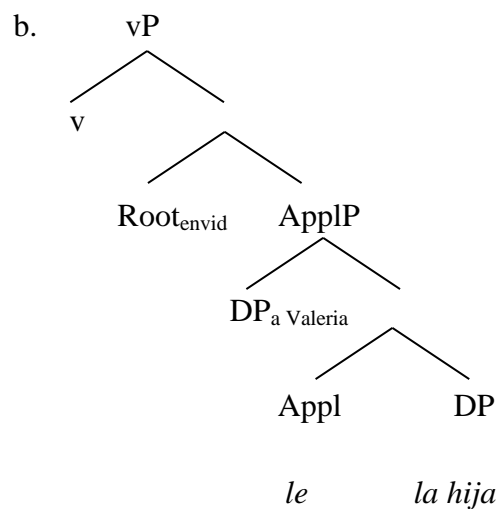 b. vP
v
Root envid ApplP
DP a Valeria
Appl DP
le la hija